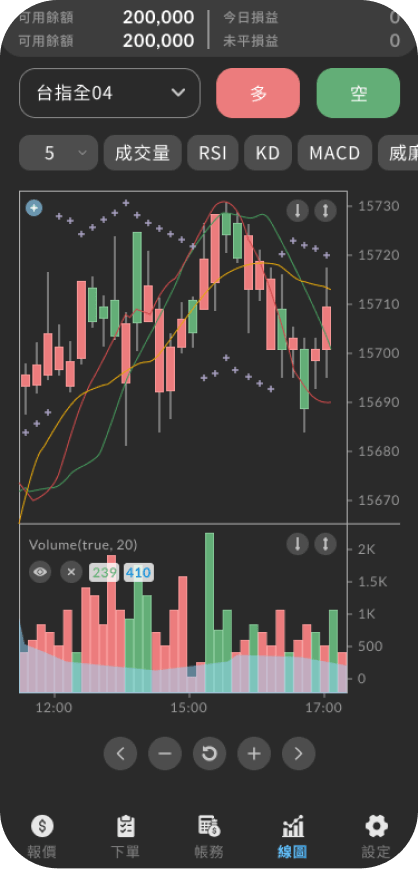 可用餘額 200,000 今日損益 0
可用餘額 200,000 未平損益 0
台指全04 多 空
5 成交量 RSI KD MACD 威廉
15730
15720
15710
15700
15690
15680
15670
Volume(true, 20)
239 410
2K
1.5K
1K
500
0
12:00 15:00 17:00
報價 下單 帳務 線圖 設定